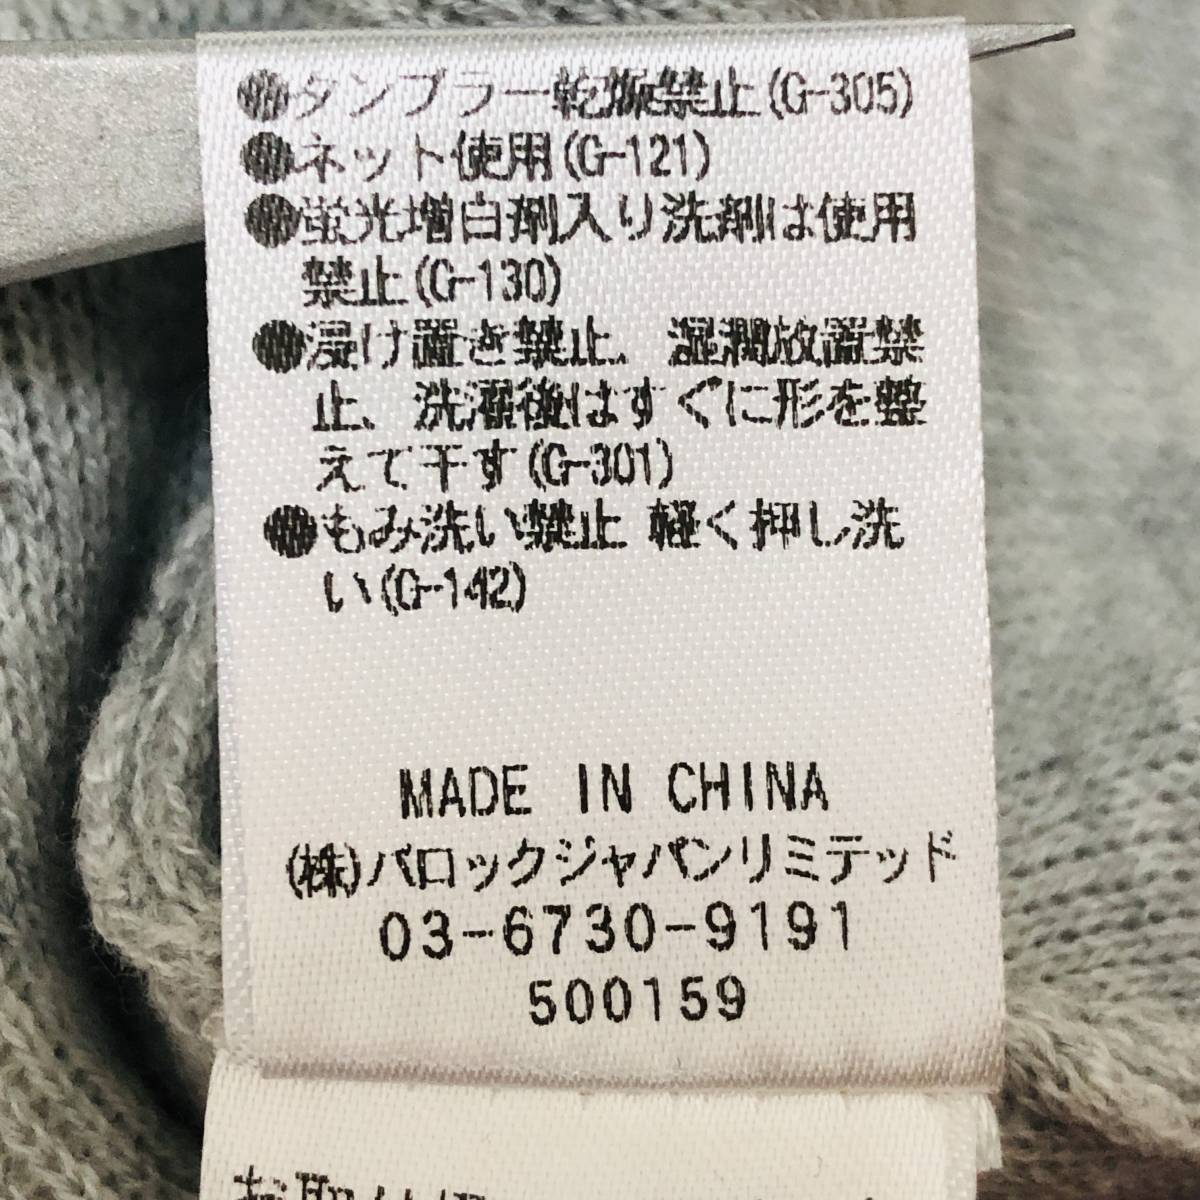 ●タンブラー乾燥禁止(G-305)
●ネット使用(G-121)
●蛍光増白剤入り洗剤は使用
禁止(G-130)
●浸け置き禁止、湿潤放置禁
止、洗濯後はすぐに形を整
えて干す(G-301)
●もみ洗い禁止 軽く押し洗
い(G-142)
MADE IN CHINA
(株)バロックジャパンリミテッド
03-6730-9191
500159